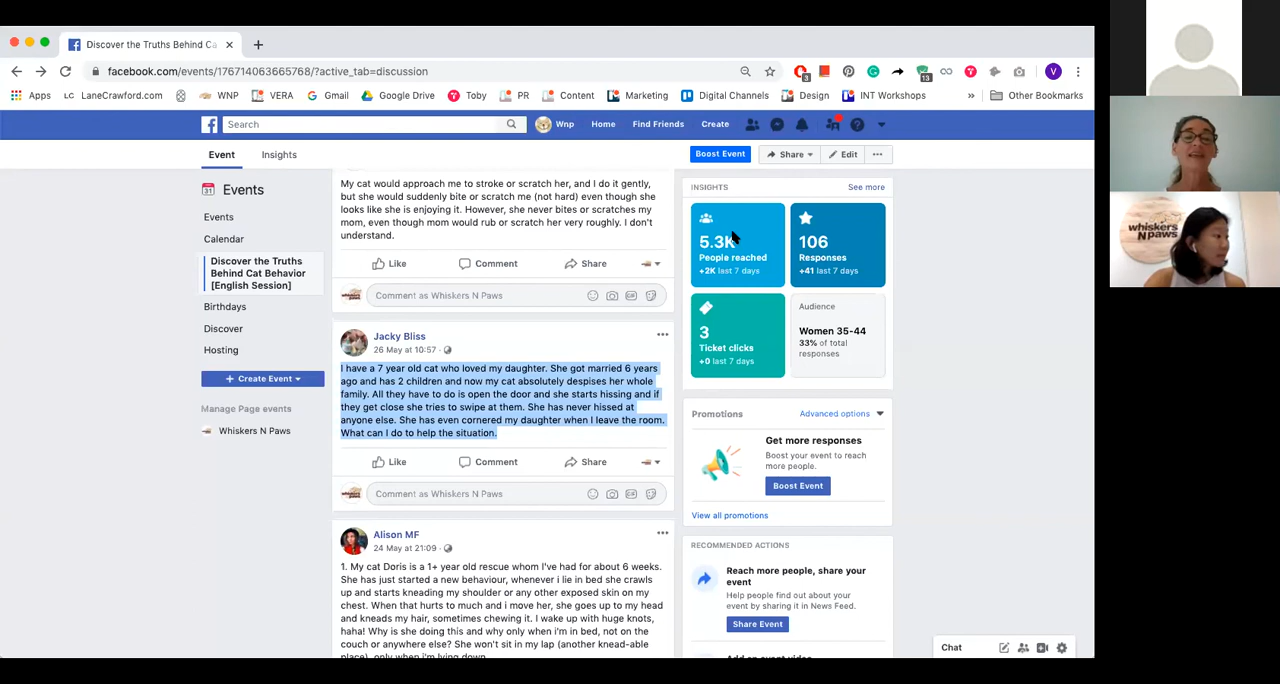 Discover the Truths Behind Ca
facebook.com/events/176714063665768/?active_tab=discussion
3
13
V
Apps
LC LaneCrawford.com
WNP
VERA
Gmail
Google Drive
Toby
PR
Content
Marketing
Digital Channels
Design
INT Workshops
»
Other Bookmarks
Search
Wnp
Home
Find Friends
Create
Event
Insights
Boost Event
Share
Edit
31 Events
Events
Calendar
Discover the Truths
Behind Cat Behavior
[English Session]
Birthdays
Discover
Hosting
+ Create Event
Manage Page events
Whiskers N Paws
My cat would approach me to stroke or scratch her, and I do it gently,
but she would suddenly bite or scratch me (not hard) even though she
looks like she is enjoying it. However, she never bites or scratches my
mom, even though mom would rub or scratch her very roughly. I don't
understand.
Like
Comment
Share
Comment as Whiskers N Paws
Jacky Bliss
26 May at 10:57 ·
I have a 7 year old cat who loved my daughter. She got married 6 years
ago and has 2 children and now my cat absolutely despises her whole
family. All they have to do is open the door and she starts hissing and if
they get close she tries to swipe at them. She has never hissed at
anyone else. She has even cornered my daughter when I leave the room.
What can I do to help the situation.
Like
Comment
Share
Comment as Whiskers N Paws
Alison MF
24 May at 21:09 ·
1. My cat Doris is a 1+ year old rescue whom I've had for about 6 weeks.
She has just started a new behaviour, whenever i lie in bed she crawls
up and starts kneading my shoulder or any other exposed skin on my
chest. When that hurts to much and i move her, she goes up to my head
and kneads my hair, sometimes chewing it. I wake up with huge knots,
haha! Why is she doing this and why only when i'm in bed, not on the
couch or anywhere else? She won't sit in my lap (another knead-able
place), only when i'm lying down
INSIGHTS
See more
5.3K
People reached
+2K last 7 days
106
Responses
+41 last 7 days
3
Ticket clicks
+0 last 7 days
Audience
Women 35-44
33% of total
responses
Promotions
Advanced options
Get more responses
Boost your event to reach
more people.
Boost Event
View all promotions
RECOMMENDED ACTIONS
Reach more people, share your
event
Help people find out about your
event by sharing it in News Feed.
Share Event
Add an event video
Chat
whiskers
N PAWS